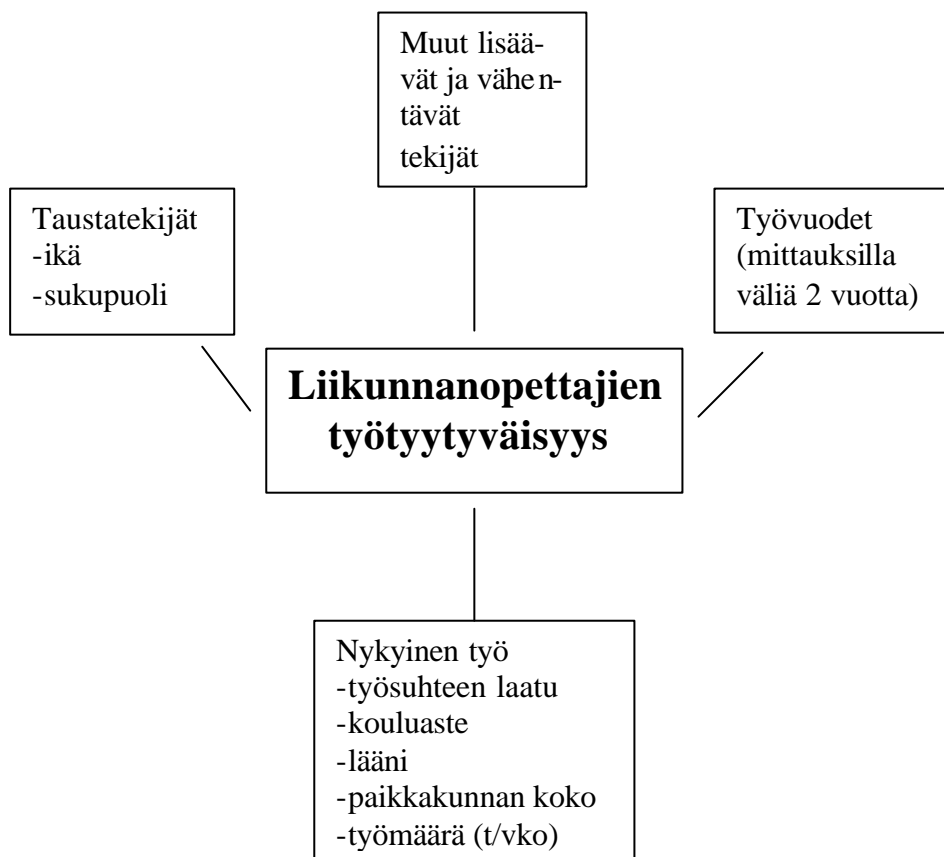 Muut lisää-
vät ja vähen-
tävät
tekijät
Taustatekijät
-ikä
-sukupuoli
Työvuodet
(mittauksilla
väliä 2 vuotta)
Liikunnanopettajien
työtyytyväisyys
Nykyinen työ
-työsuhteen laatu
-kouluaste
-lääni
-paikkakunnan koko
-työmäärä (t/vko)